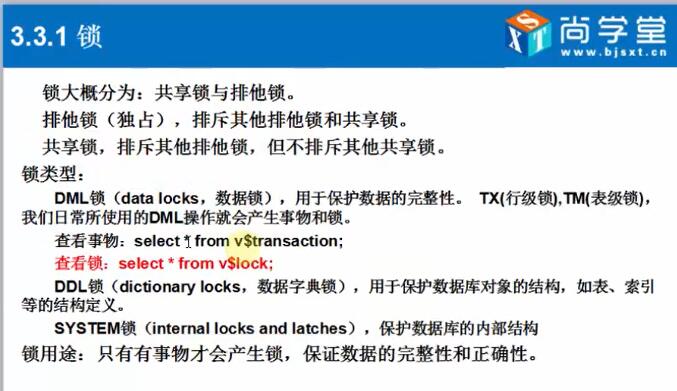 3.3.1 锁
XST
尚学堂
www.bjsxt.cn
锁大概分为：共享锁与排他锁。
排他锁（独占），排斥其他排他锁和共享锁。
共享锁，排斥其他排他锁，但不排斥其他共享锁。
锁类型：
DML锁（data locks，数据锁），用于保护数据的完整性。 TX(行级锁),TM(表级锁)，
我们日常所使用的DML操作就会产生事物和锁。
查看事物：select * from v$transaction;
查看锁：select * from v$lock;
DDL锁（dictionary locks，数据字典锁），用于保护数据库对象的结构，如表、索引
等的结构定义。
SYSTEM锁（internal locks and latches），保护数据库的内部结构
锁用途：只有有事物才会产生锁，保证数据的完整性和正确性。